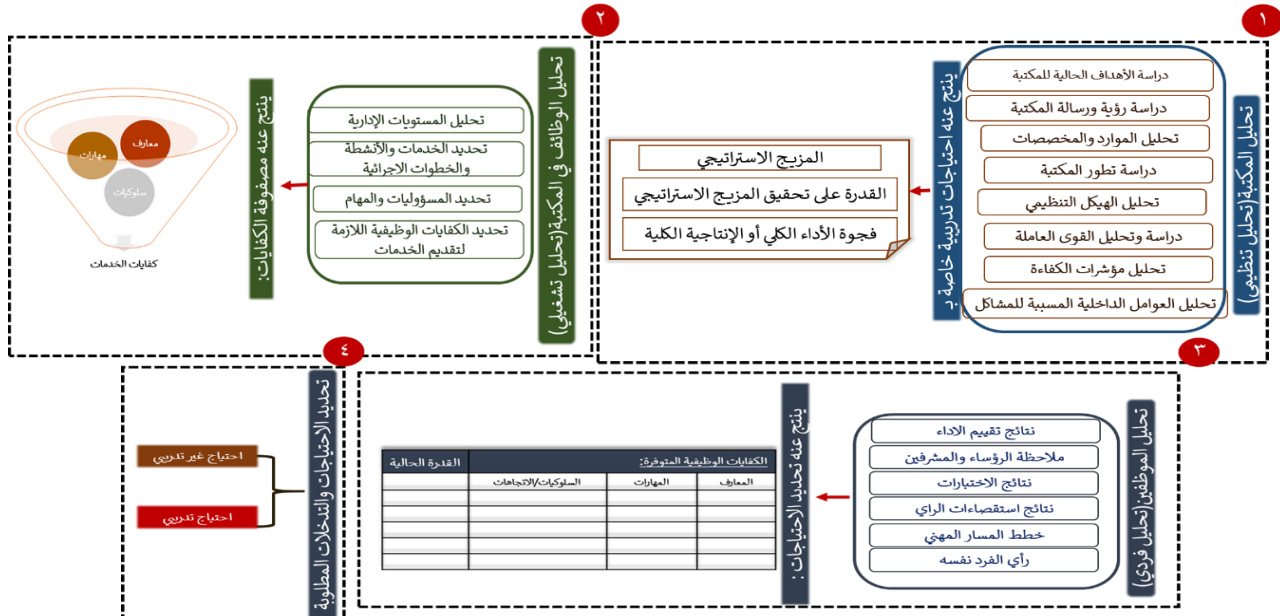 ١
تحليل المكتبة(تحليل تنظيمي)
دراسة الأهداف الحالية للمكتبة
دراسة رؤية ورسالة المكتبة
تحليل الموارد والمخصصات
دراسة تطور المكتبة
تحليل الهيكل التنظيمي
دراسة وتحليل القوى العاملة
تحليل مؤشرات الكفاءة
تحليل العوامل الداخلية المسببة للمشاكل
ينتج عنه احتياجات تدريبية خاصة بـ
المزيج الاستراتيجي
القدرة على تحقيق المزيج الاستراتيجي
فجوة الأداء الكلي أو الإنتاجية الكلية
٢
تحليل الوظائف في المكتبة(تحليل تشغيلي)
تحليل المستويات الإدارية
تحديد الخدمات والأنشطة
والخطوات الاجرائية
تحديد المسؤوليات والمهام
تحديد الكفايات الوظيفية اللازمة
لتقديم الخدمات
ينتج عنه مصفوفة الكفايات:
معارف
مهارات
سلوكيات
كفايات الخدمات
٣
تحليل الموظفين(تحليل فردي)
نتائج تقييم الاداء
ملاحظة الرؤساء والمشرفين
نتائج الاختبارات
نتائج استقصاءات الراي
خطط المسار المهني
رأي الفرد نفسه
ينتج عنه تحديد الاحتياجات :
الكفايات الوظيفية المتوفرة: القدرة الحالية
المعارف المهارات السلوكيات/الاتجاهات
٤
تحديد الاحتياجات والتدخلات المطلوبة
احتياج غير تدريبي
احتياج تدريبي